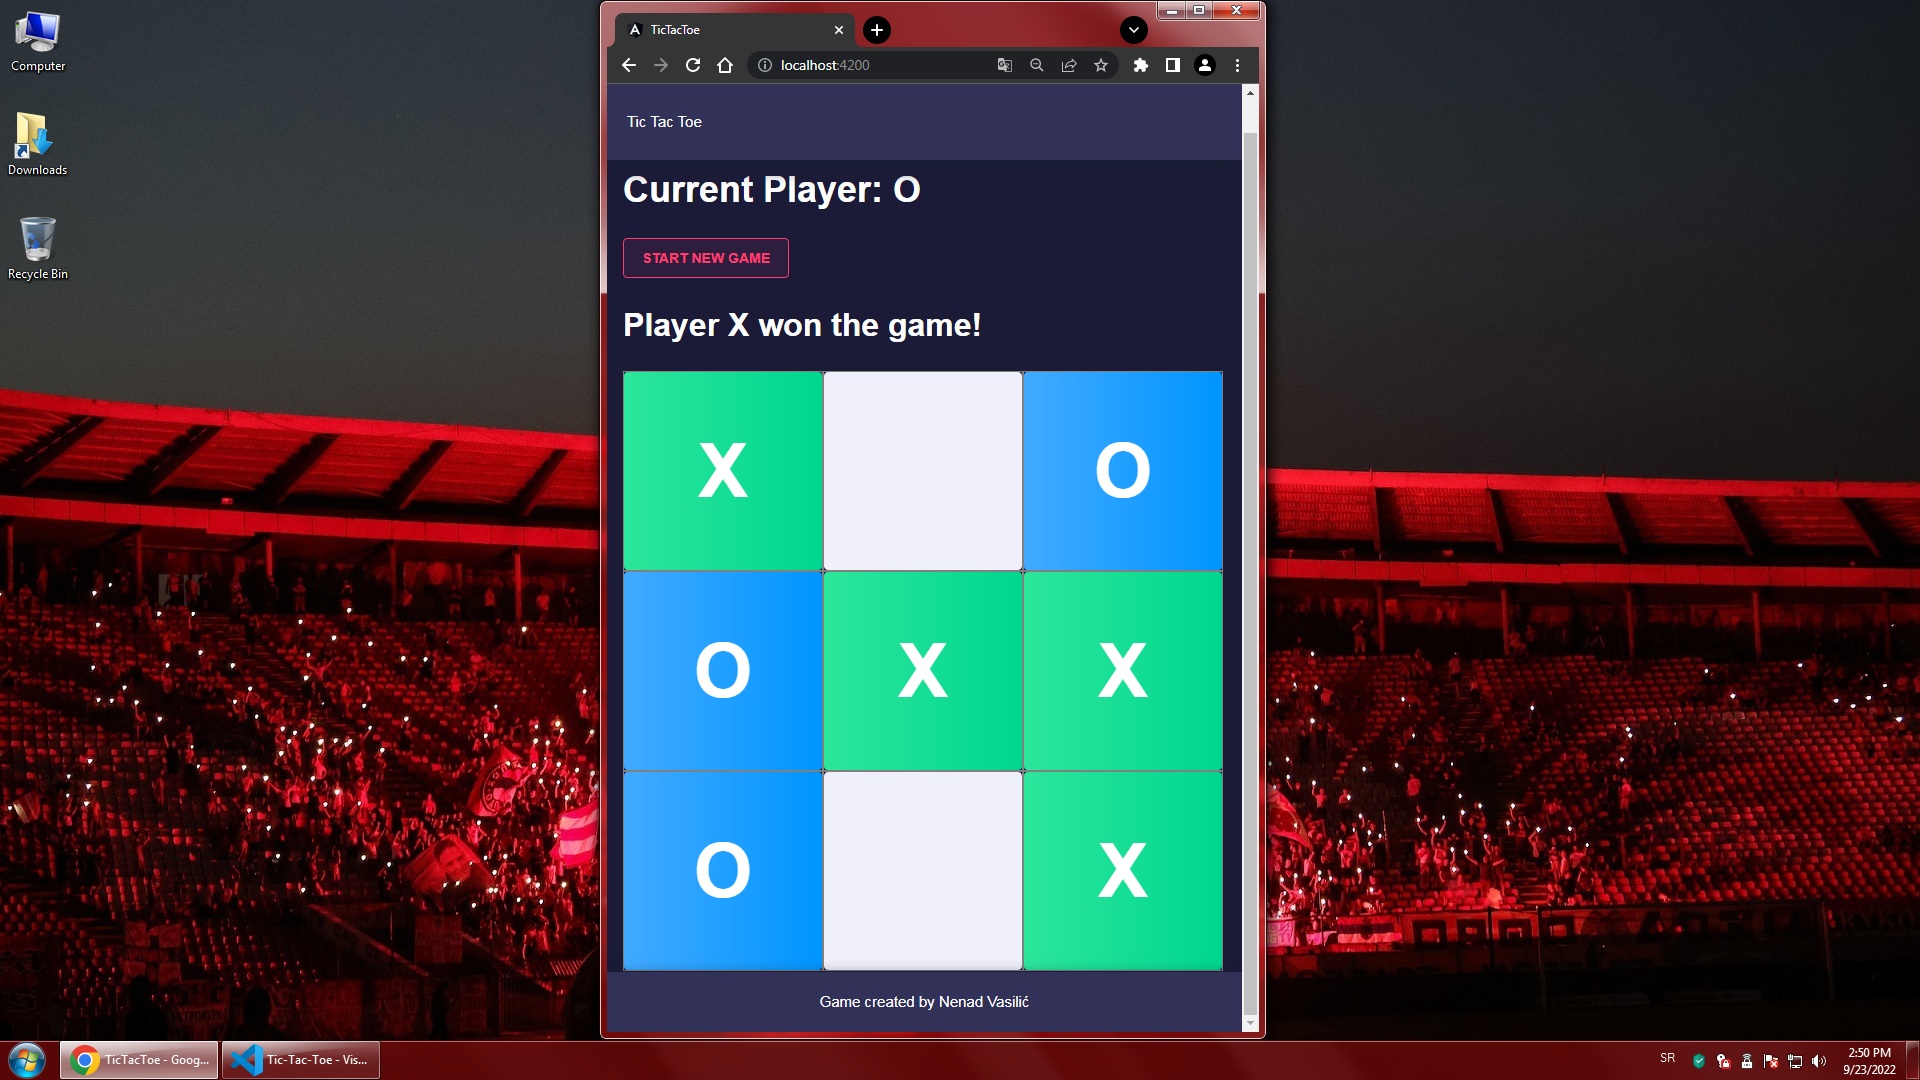 Computer
Downloads
Recycle Bin
TicTacToe
localhost:4200
Tic Tac Toe
Current Player: O
START NEW GAME
Player X won the game!
X O
O X X
O X
Game created by Nenad Vasilić
TicTacToe - Goog...
Tic-Tac-Toe - Vis...
SR
2:50 PM
9/23/2022